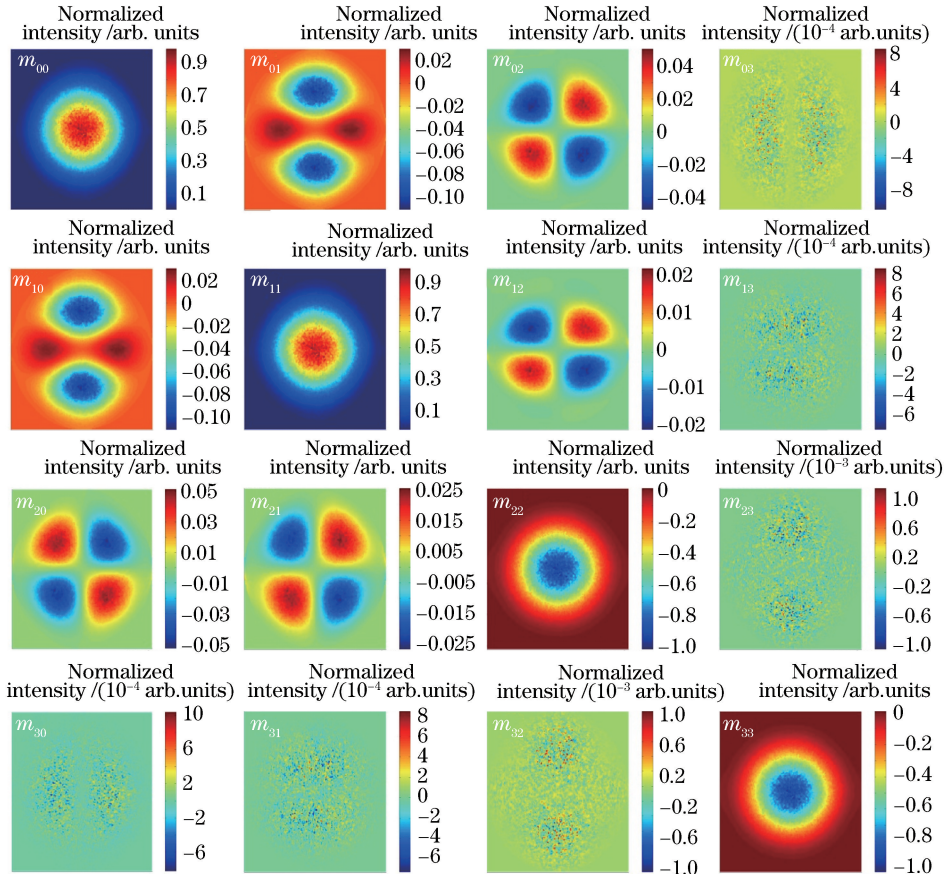 Normalized
intensity /arb. units
m00
0.9
0.7
0.5
0.3
0.1
Normalized
intensity /arb. units
m01
0.02
0
−0.02
−0.04
−0.06
−0.08
−0.10
Normalized
intensity /arb. units
m02
0.04
0.02
0
−0.02
−0.04
Normalized
intensity /(10−4 arb.units)
m03
8
4
0
−4
−8
Normalized
intensity /arb. units
m10
0.02
0
−0.02
−0.04
−0.06
−0.08
−0.10
Normalized
intensity /arb. units
m11
0.9
0.7
0.5
0.3
0.1
Normalized
intensity /arb. units
m12
0.02
0.01
0
−0.01
−0.02
Normalized
intensity /(10−4 arb.units)
m13
8
6
4
2
0
−2
−4
−6
Normalized
intensity /arb. units
m20
0.05
0.03
0.01
−0.01
−0.03
−0.05
Normalized
intensity /arb. units
m21
0.025
0.015
0.005
−0.005
−0.015
−0.025
Normalized
intensity /arb. units
m22
0
−0.2
−0.4
−0.6
−0.8
−1.0
Normalized
intensity /(10−3 arb.units)
m23
1.0
0.6
0.2
−0.2
−0.6
−1.0
Normalized
intensity /(10−4 arb.units)
m30
10
6
2
−2
−6
Normalized
intensity /(10−4 arb.units)
m31
8
6
4
2
0
−2
−4
−6
Normalized
intensity /(10−3 arb.units)
m32
1.0
0.6
0.2
−0.2
−0.6
−1.0
Normalized
intensity /arb. units
m33
0
−0.2
−0.4
−0.6
−0.8
−1.0